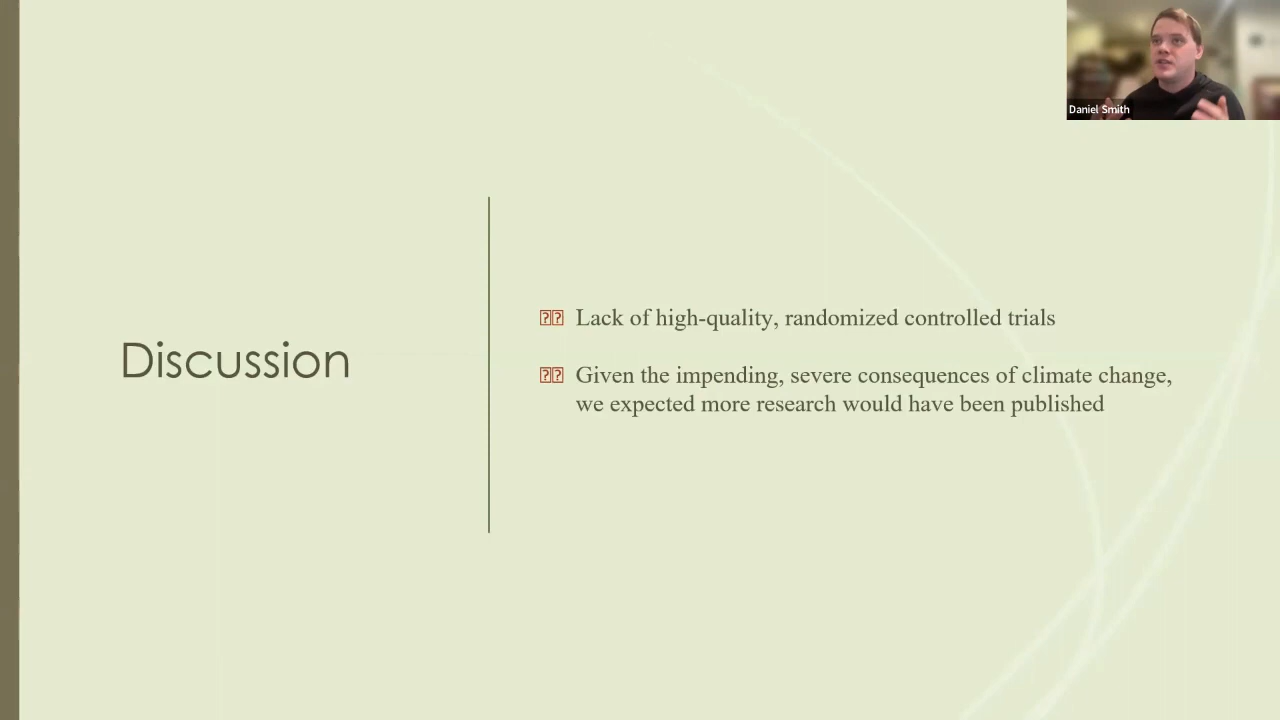 Daniel Smith
Discussion
Lack of high-quality, randomized controlled trials
Given the impending, severe consequences of climate change,
we expected more research would have been published